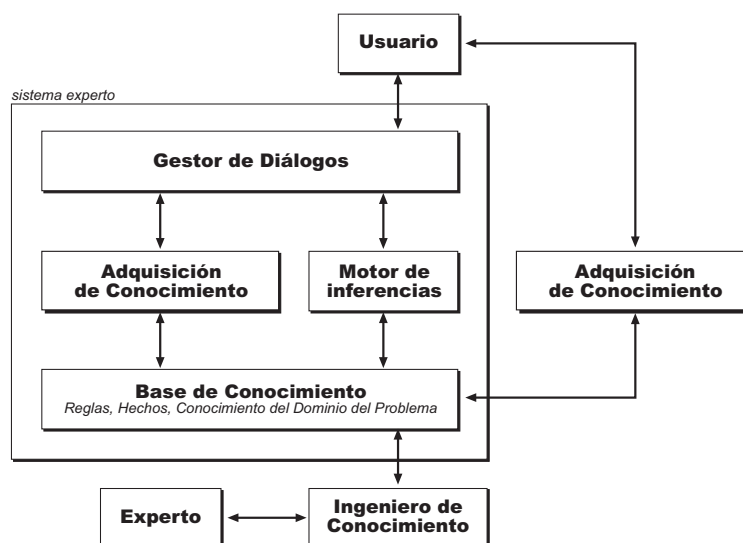 Usuario
sistema experto
Gestor de Diálogos
Adquisición
de Conocimiento
Motor de
inferencias
Adquisición
de Conocimiento
Base de Conocimiento
Reglas, Hechos, Conocimiento del Dominio del Problema
Experto
Ingeniero de
Conocimiento